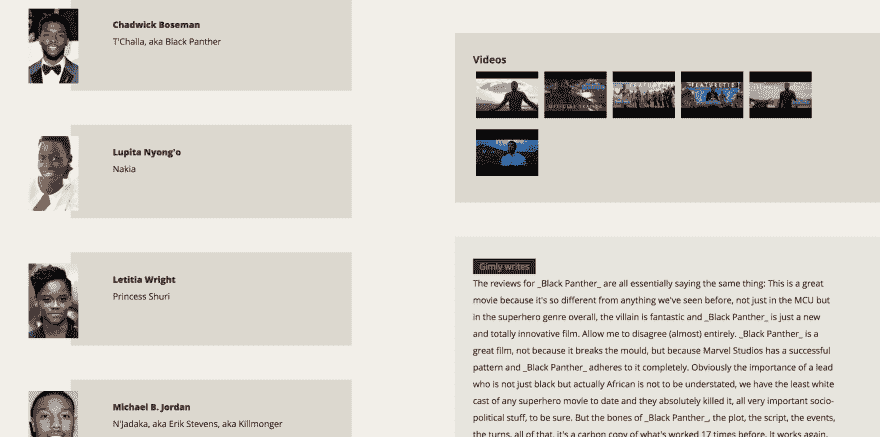 Chadwick Boseman
T'Challa, aka Black Panther
Lupita Nyong'o
Nakia
Letitia Wright
Princess Shuri
Michael B. Jordan
N'Jadaka, aka Erik Stevens, aka Killmonger
Videos
Gimly writes
The reviews for _Black Panther_ are all essentially saying the same thing: This is a great
movie because it's so different from anything we've seen before, not just in the MCU but
in the superhero genre overall, the villain is fantastic and _Black Panther_ is just a new
and totally innovative film. Allow me to disagree (almost) entirely. _Black Panther_ is a
great film, not because it breaks the mould, but because Marvel Studios has a successful
pattern and _Black Panther_ adheres to it completely. Obviously the importance of a lead
who is not just black but actually African is not to be understated, we have the least white
cast of any superhero movie to date and they absolutely killed it, all very important socio-
political stuff, to be sure. But the bones of _Black Panther_, the plot, the script, the events,
the turns, all of that, it's a carbon copy of what's worked 17 times before. It works again,